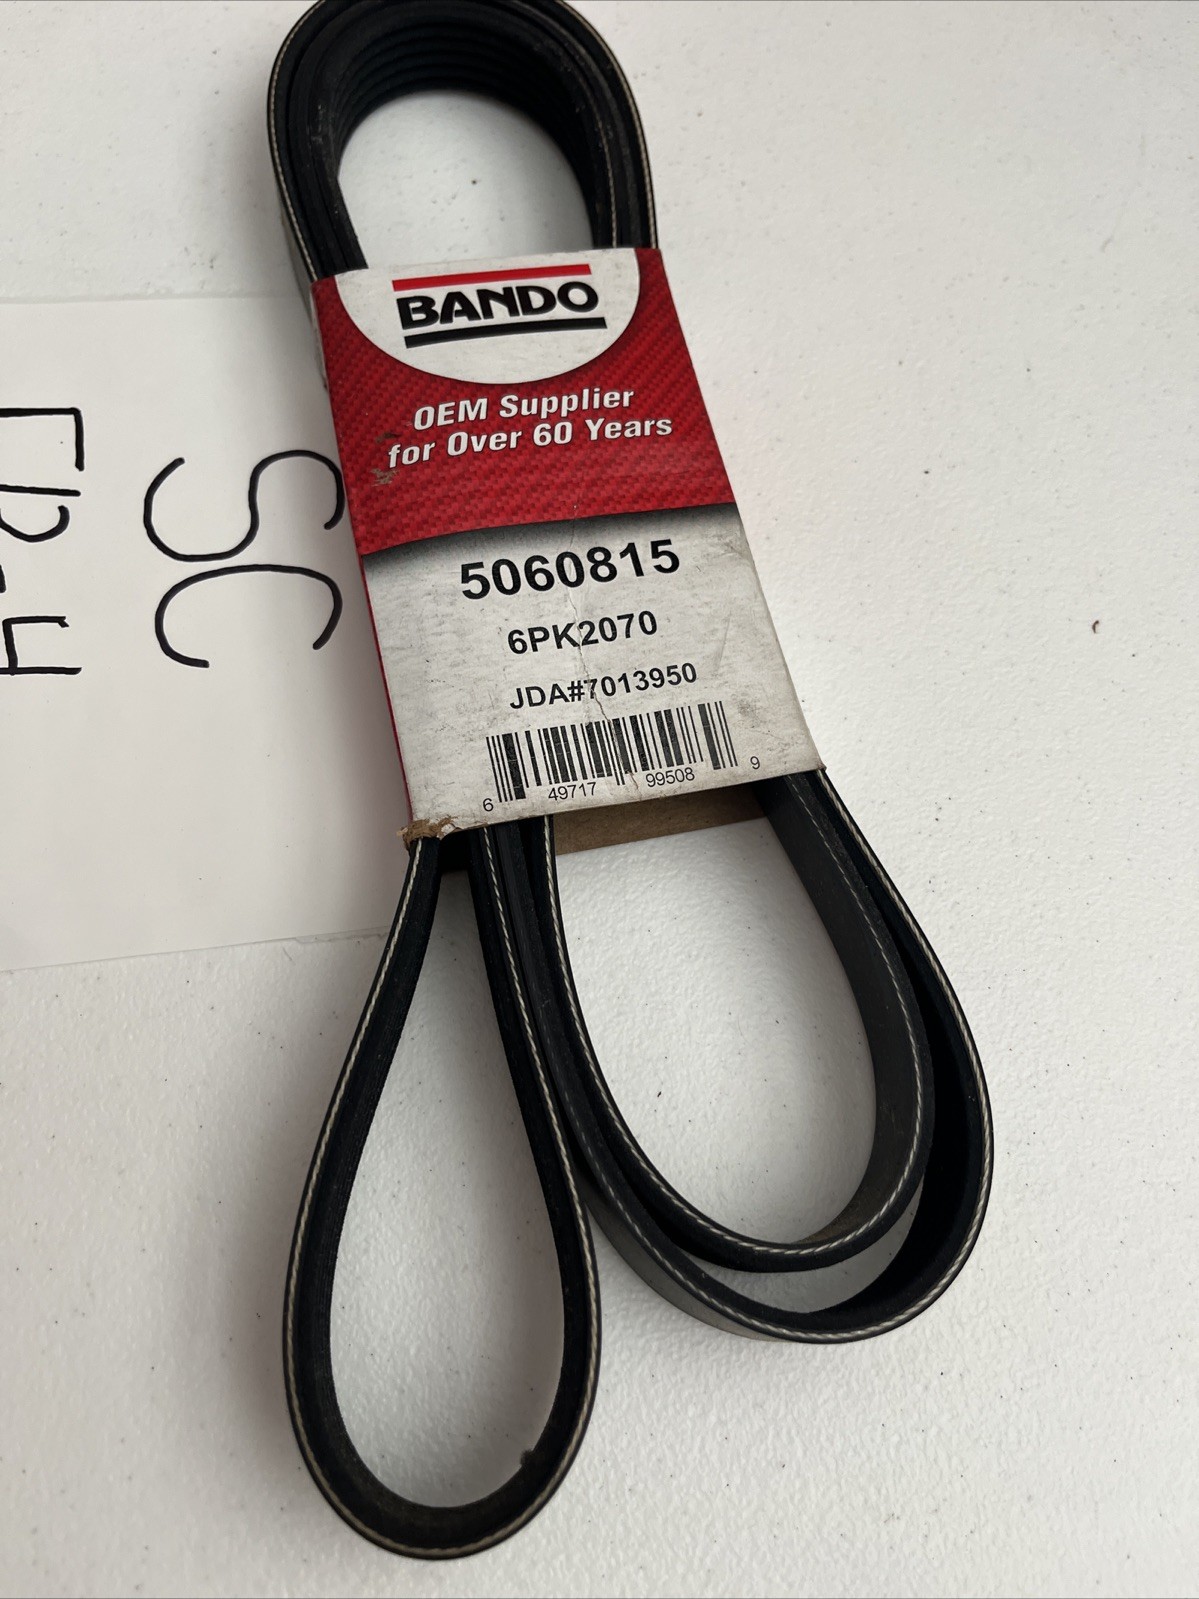 BANDO
OEM Supplier
for Over 60 Years
5060815
6PK2070
JDA#7013950
6 49717 99508 9
SC